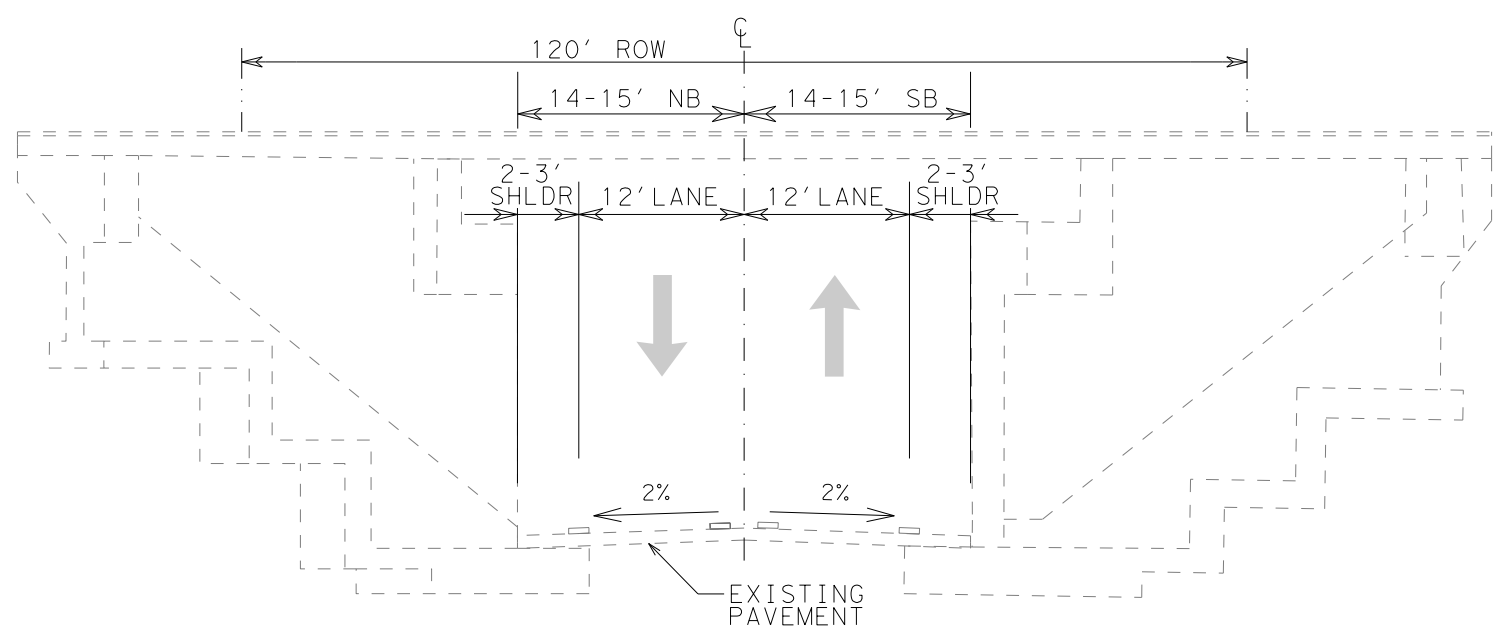 ℄
120' ROW
14-15' NB
14-15' SB
2-3'
SHLDR
12' LANE
12' LANE
2-3'
SHLDR
2%
2%
EXISTING
PAVEMENT